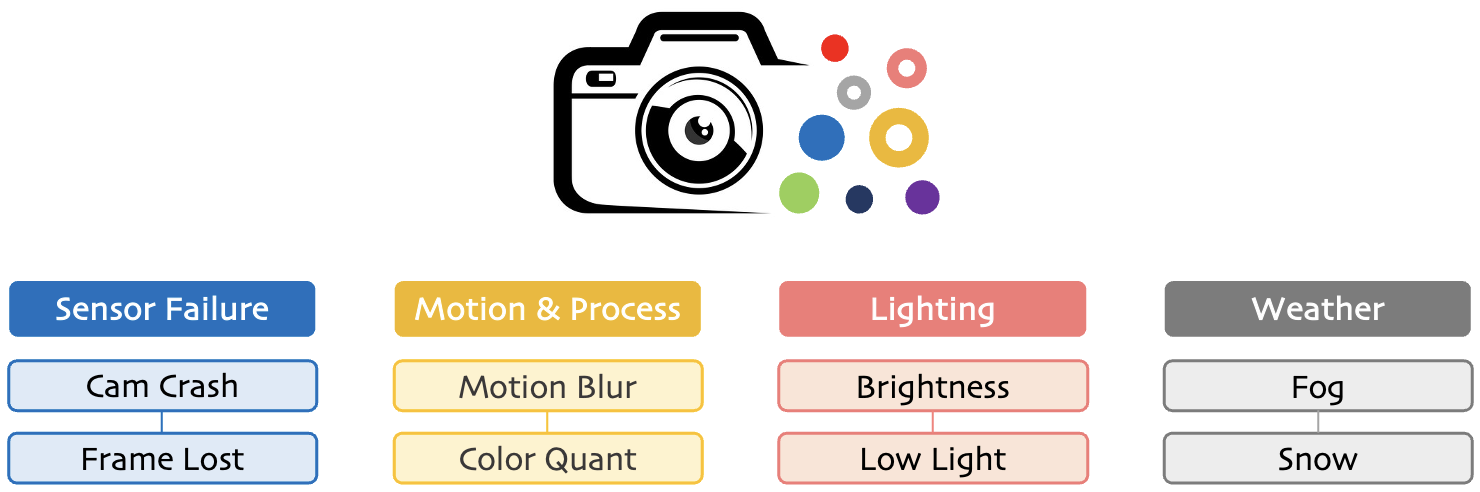 Sensor Failure
Motion & Process
Lighting
Weather
Cam Crash
Motion Blur
Brightness
Fog
Frame Lost
Color Quant
Low Light
Snow